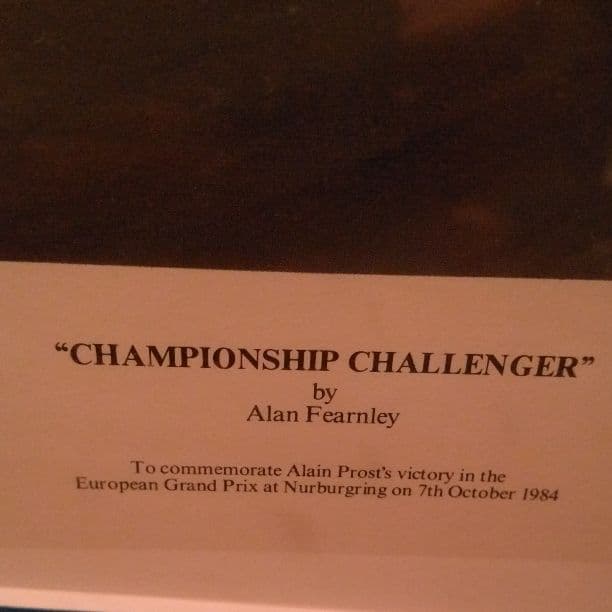 “CHAMPIONSHIP CHALLENGER”
by
Alan Fearnley
To commemorate Alain Prost's victory in the
European Grand Prix at Nurburgring on 7th October 1984